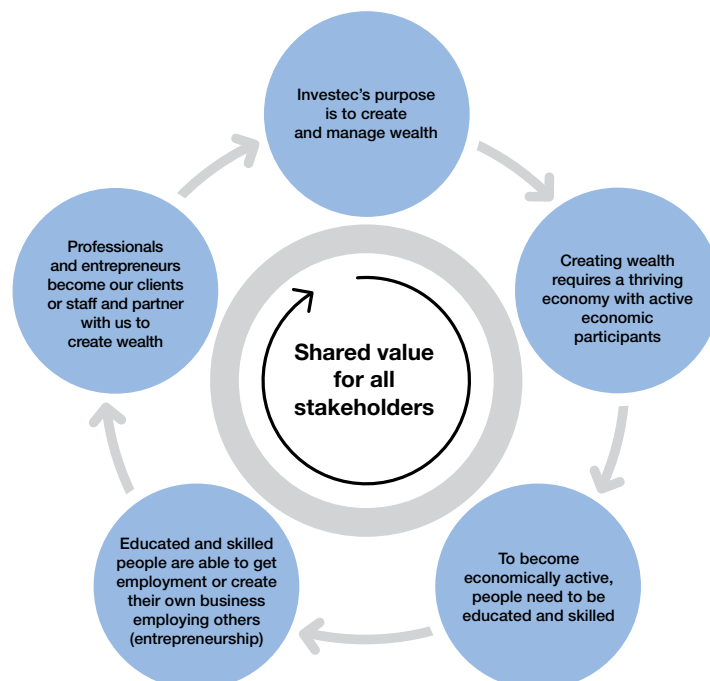 Investec's purpose
is to create
and manage wealth
Creating wealth
requires a thriving
economy with active
economic
participants
To become
economically active,
people need to be
educated and skilled
Educated and skilled
people are able to get
employment or create
their own business
employing others
(entrepreneurship)
Professionals
and entrepreneurs
become our clients
or staff and partner
with us to
create wealth
Shared value
for all
stakeholders